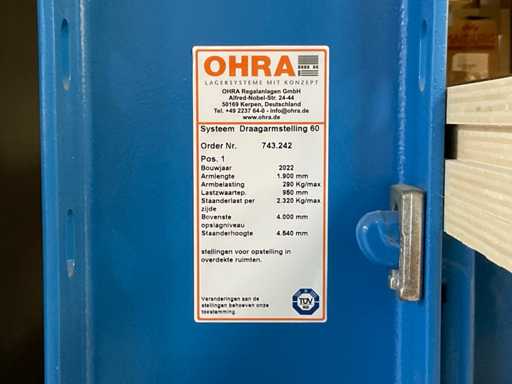 OHRA
LAGERSYSTEME MIT KONZEPT
OHRA Regalanlagen GmbH
Alfred-Nobel-Str. 24-44
50169 Kerpen, Deutschland
Tel. +49 2237 64-0 - info@ohra.de
www.ohra.de
Systeem Draagarmstelling 60
Order Nr. 743.242
Pos. 1
Bouwjaar 2022
Armlengte 1.900 mm
Armbelasting 290 Kg/max
Lastzwaartep. 950 mm
Staanderlast per 2.320 Kg/max
zijde
Bovenste 4.000 mm
opslagniveau
Staanderhoogte 4.540 mm
stellingen voor opstelling in
overdekte ruimten.
Veranderingen aan de
stellingen behoeven onze
toestemming.
TÜV